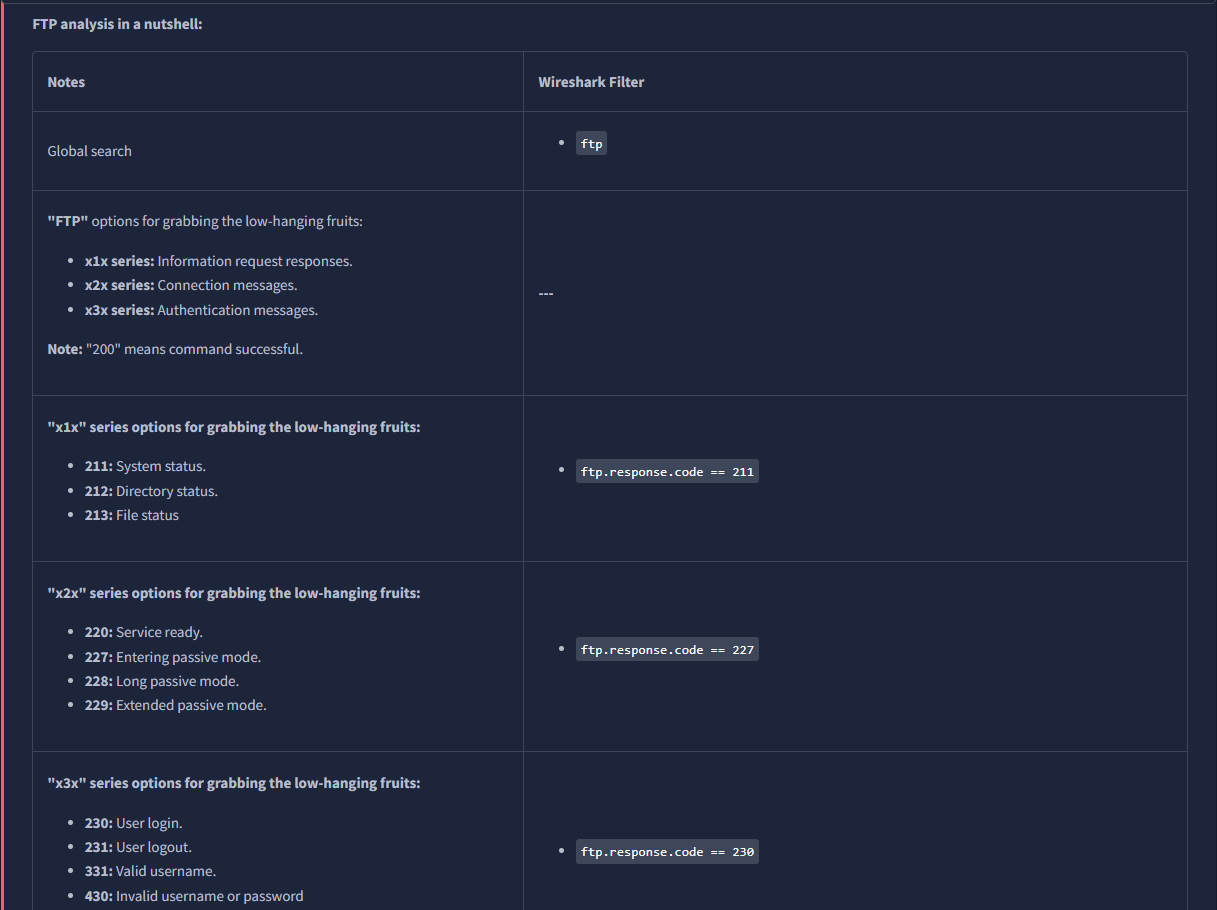 FTP analysis in a nutshell:
Notes
Wireshark Filter
Global search
ftp
"FTP" options for grabbing the low-hanging fruits:
x1x series: Information request responses.
x2x series: Connection messages.
x3x series: Authentication messages.
Note: "200" means command successful.
---
"x1x" series options for grabbing the low-hanging fruits:
211: System status.
212: Directory status.
213: File status
ftp.response.code == 211
"x2x" series options for grabbing the low-hanging fruits:
220: Service ready.
227: Entering passive mode.
228: Long passive mode.
229: Extended passive mode.
ftp.response.code == 227
"x3x" series options for grabbing the low-hanging fruits:
230: User login.
231: User logout.
331: Valid username.
430: Invalid username or password
ftp.response.code == 230